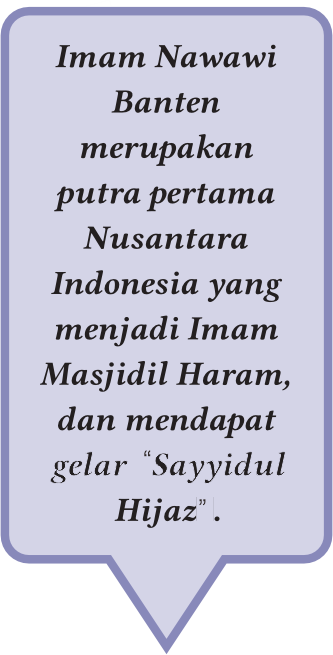 Imam Nawawi
Banten
merupakan
putra pertama
Nusantara
Indonesia yang
menjadi Imam
Masjidil Haram,
dan mendapat
gelar “Sayyidul
Hijaz”.